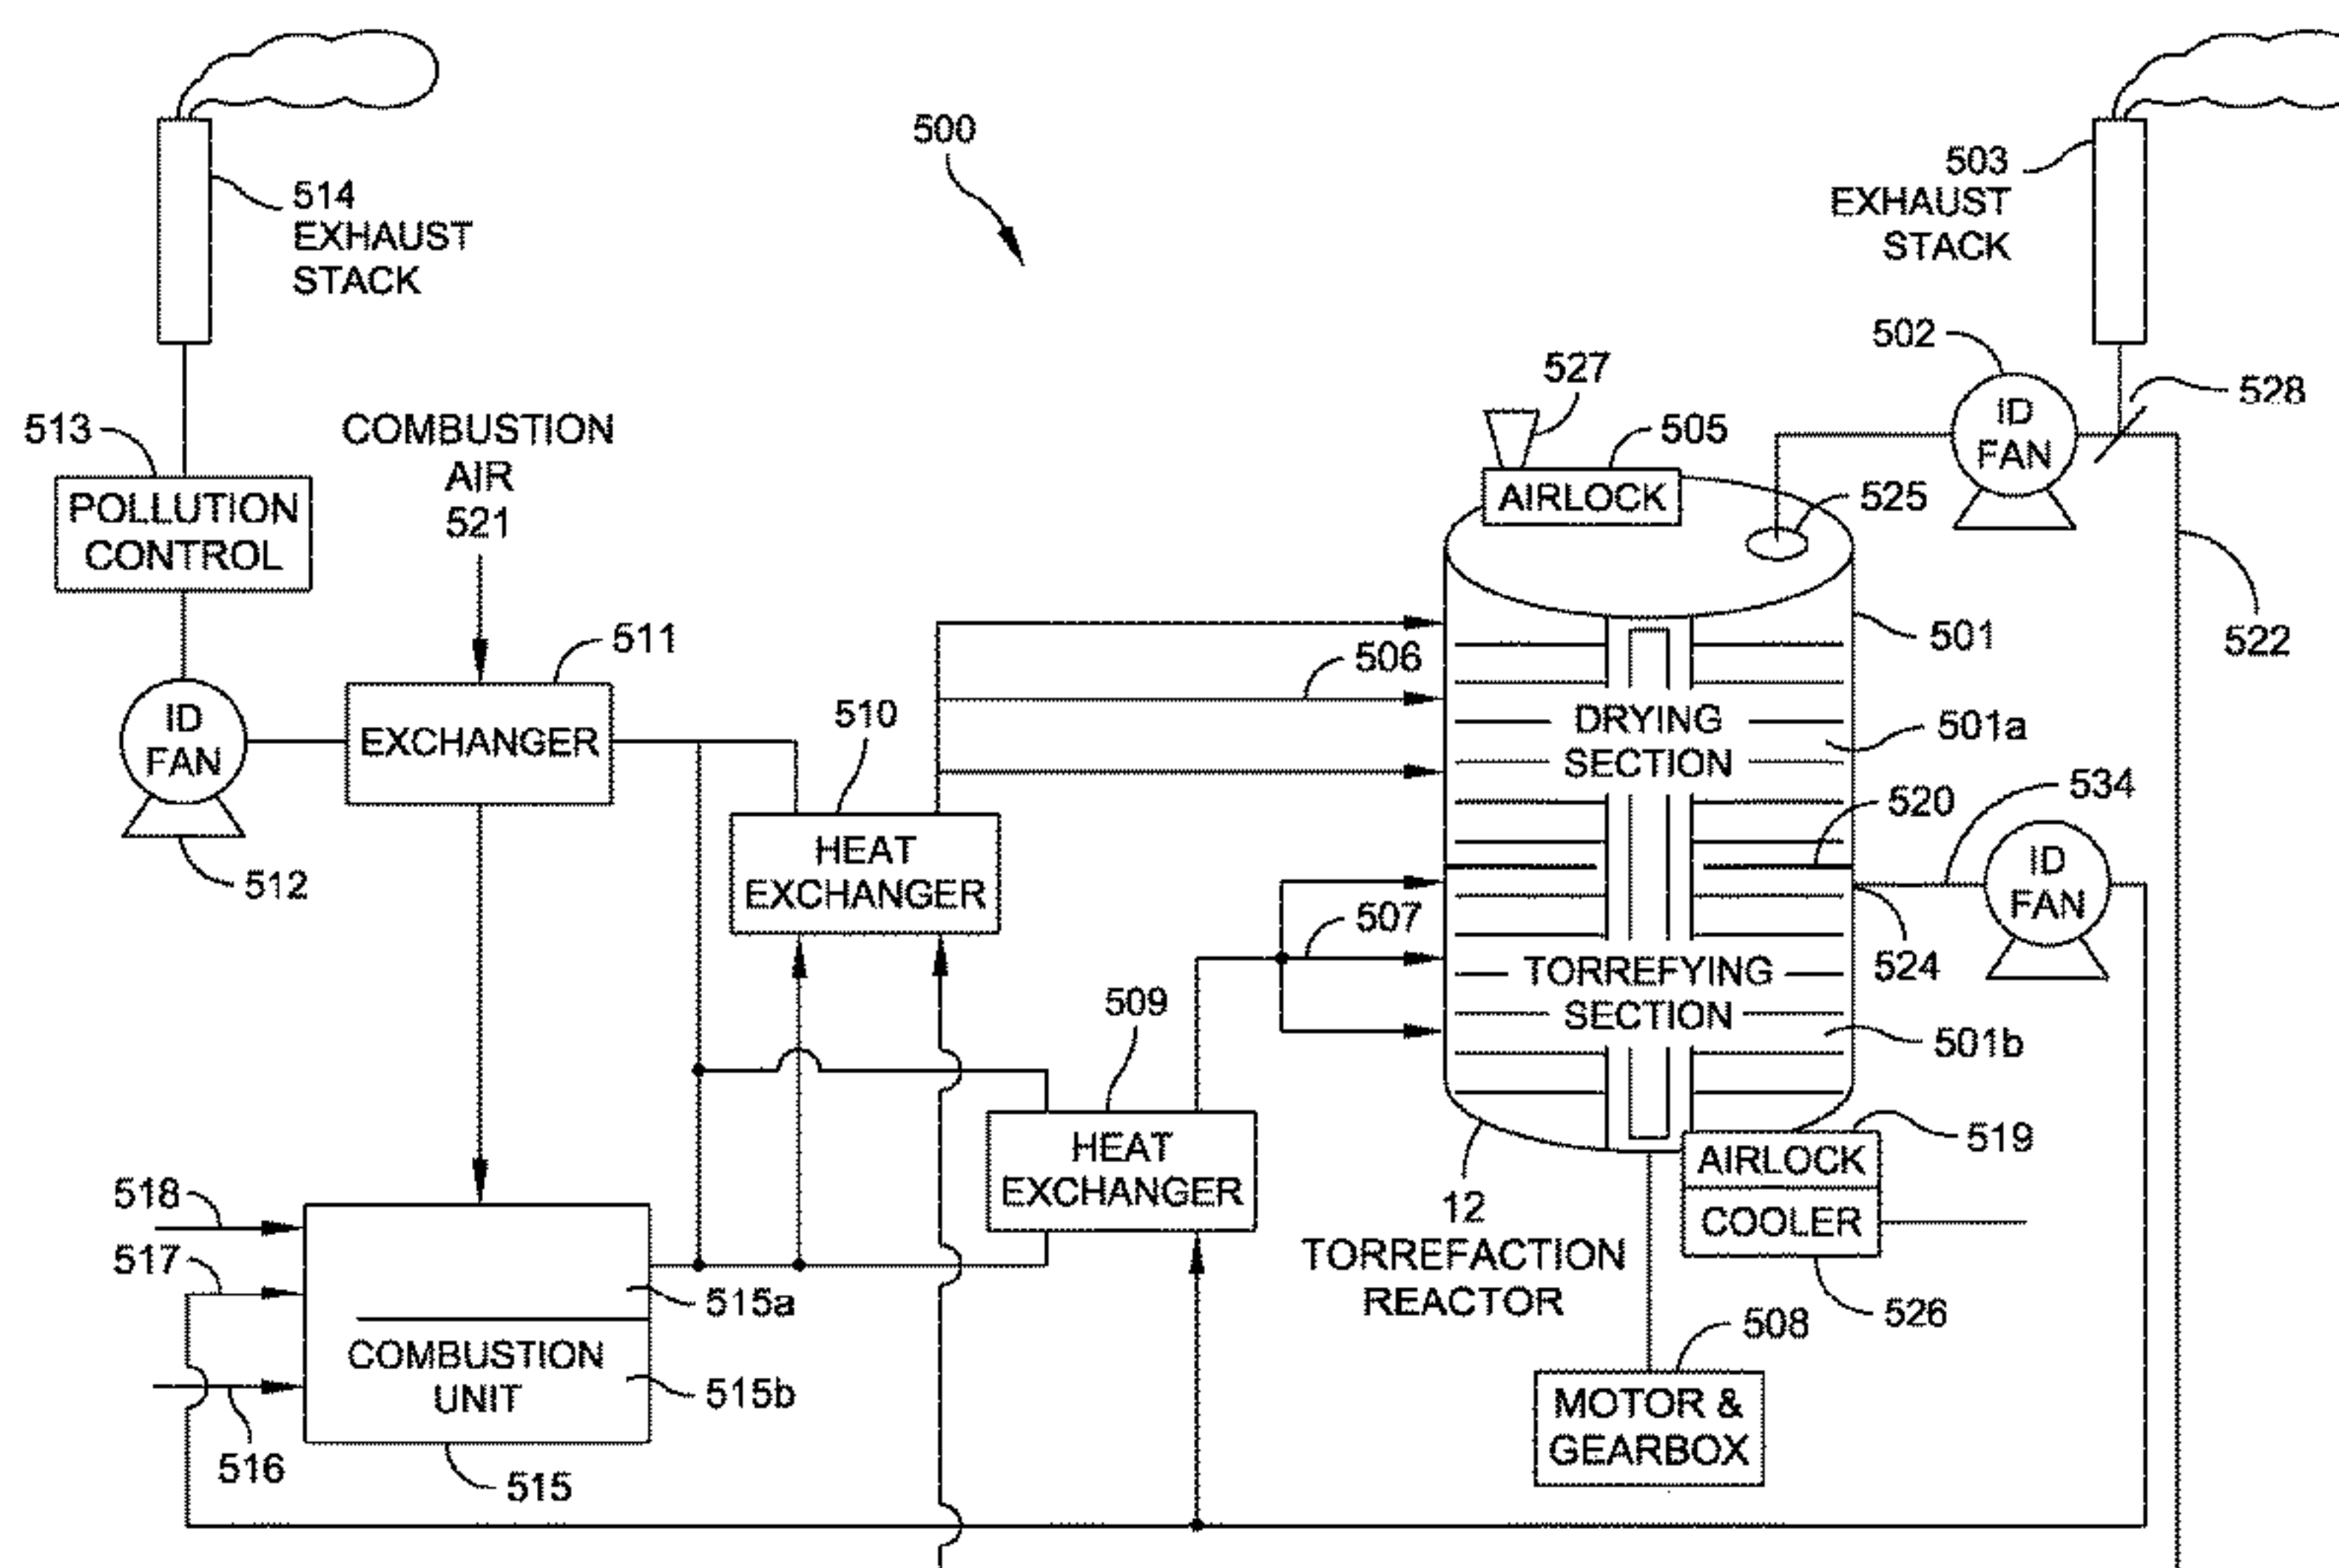 500
514
EXHAUST
STACK
503
EXHAUST
STACK
502
ID
FAN
528
527
505
AIRLOCK
525
513
POLLUTION
CONTROL
COMBUSTION
AIR
521
511
EXCHANGER
ID
FAN
512
510
HEAT
EXCHANGER
506
501
522
DRYING
SECTION
501a
520
534
ID
FAN
507
524
TORREFYING
SECTION
501b
509
HEAT
EXCHANGER
519
AIRLOCK
COOLER
526
12
TORREFACTION
REACTOR
518
517
516
515a
COMBUSTION
UNIT
515b
515
508
MOTOR &
GEARBOX